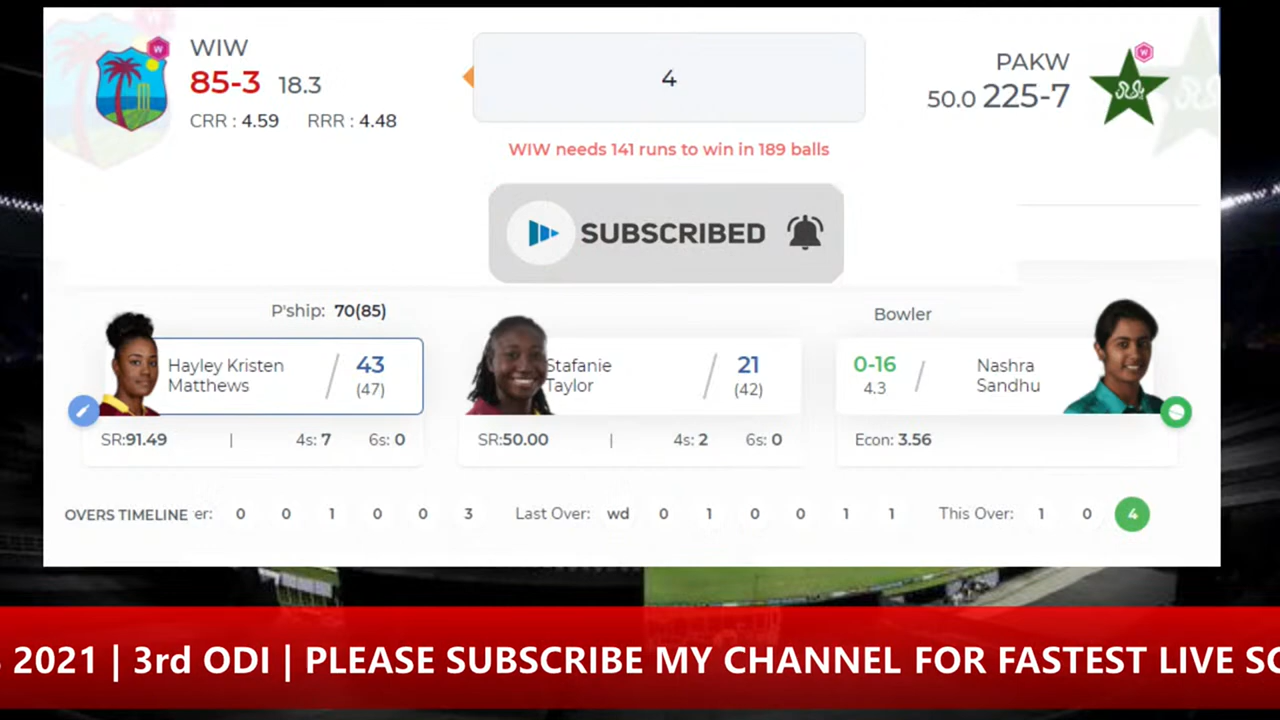 WIW
85-3 18.3
CRR : 4.59 RRR : 4.48
4
WIW needs 141 runs to win in 189 balls
PAKW
50.0 225-7
SUBSCRIBED
P'ship: 70(85)
Bowler
Hayley Kristen
Matthews
43
(47)
SR:91.49 | 4s: 7 6s: 0
Stafanie
Taylor
21
(42)
SR:50.00 | 4s: 2 6s: 0
0-16
4.3
Nashra
Sandhu
Econ: 3.56
OVERS TIMELINE er: 0 0 1 0 0 3 Last Over: wd 0 1 0 0 1 1 This Over: 1 0 4
2021 | 3rd ODI | PLEASE SUBSCRIBE MY CHANNEL FOR FASTEST LIVE SC